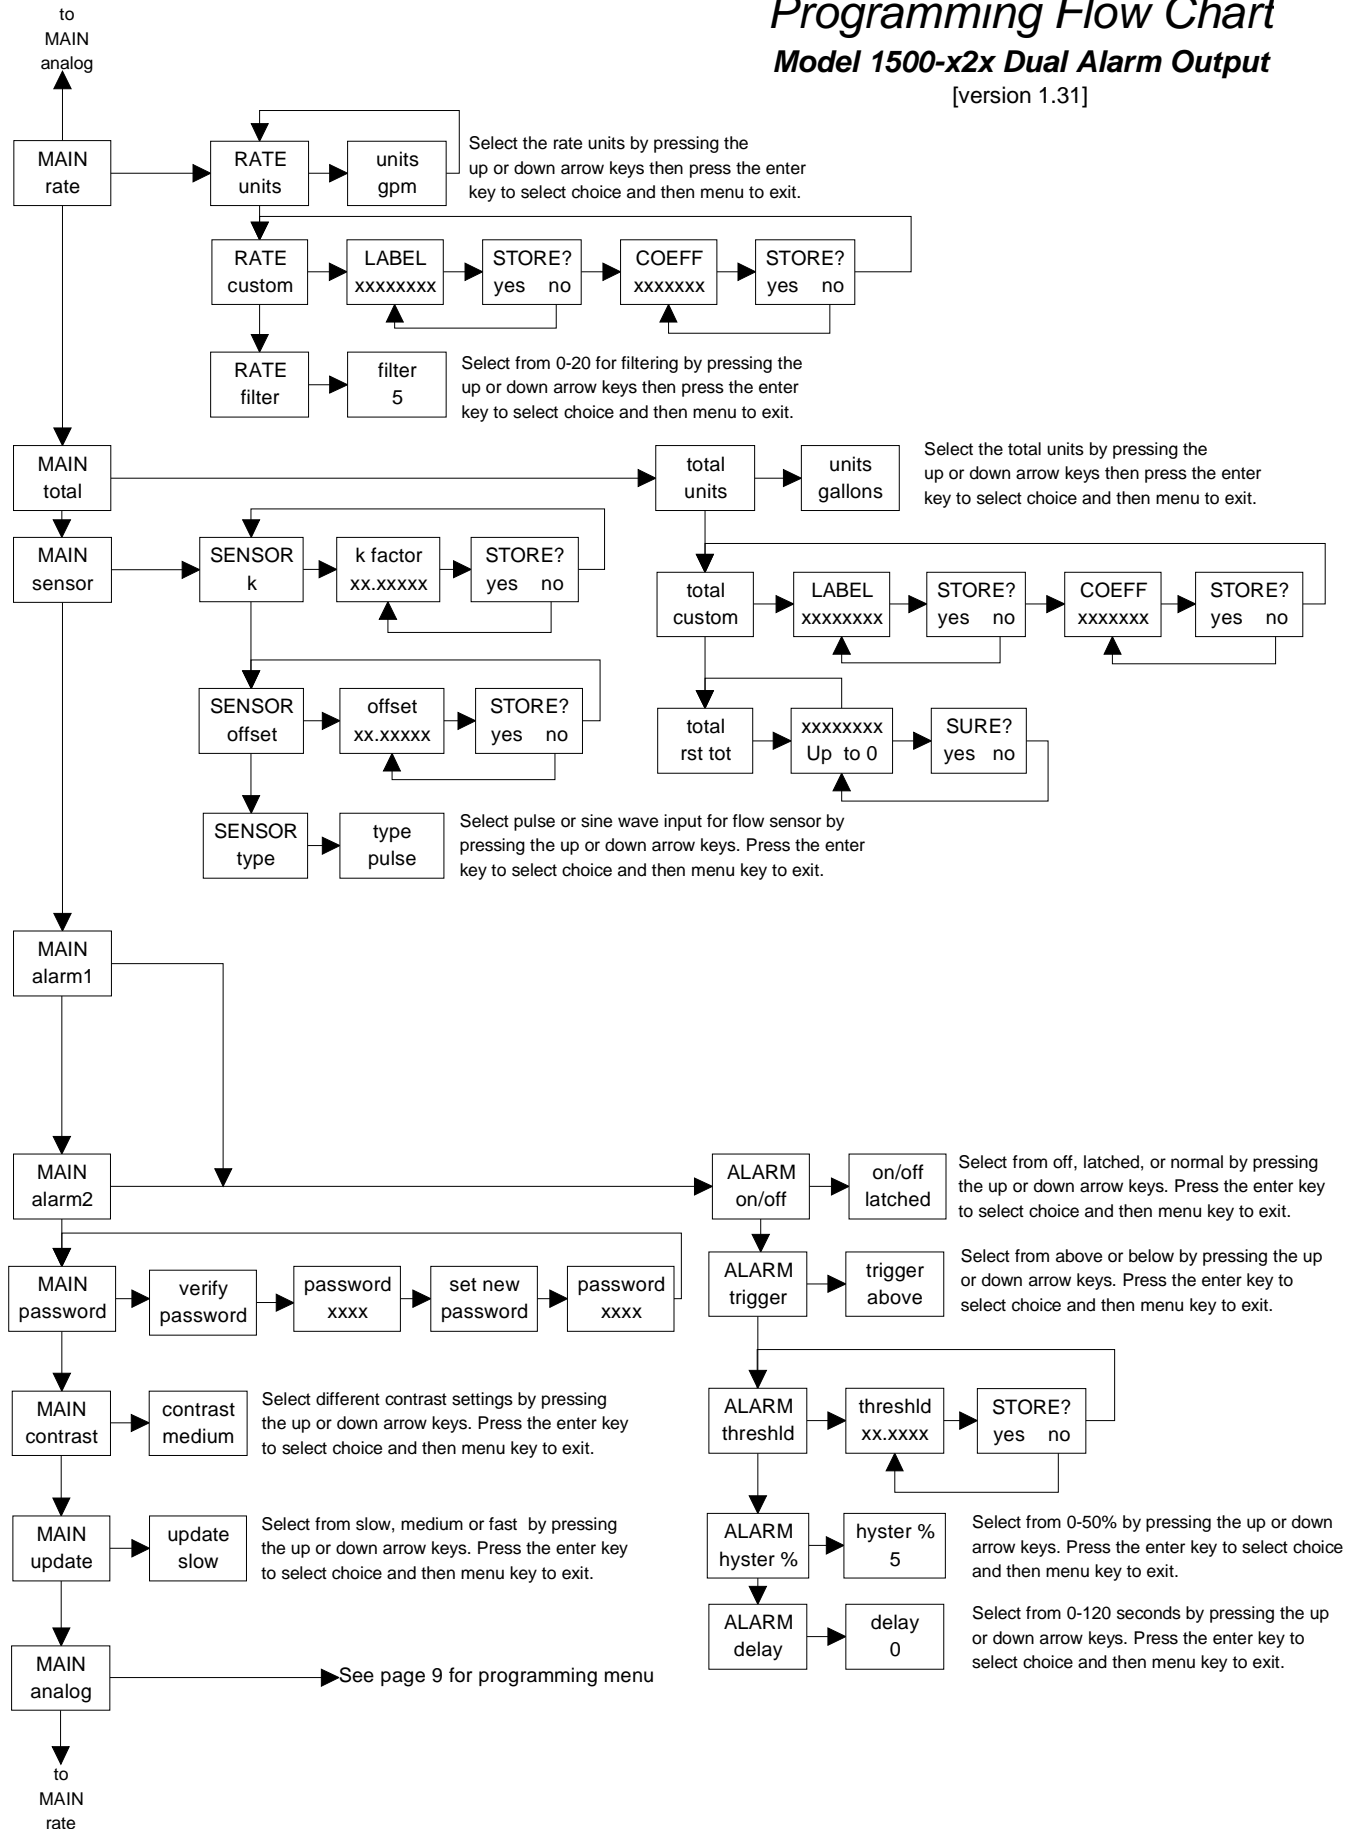 to
MAIN
analog
Programming Flow Chart
Model 1500-x2x Dual Alarm Output
[version 1.31]
MAIN
rate
RATE
units
units
gpm
Select the rate units by pressing the
up or down arrow keys then press the enter
key to select choice and then menu to exit.
RATE
custom
LABEL
xxxxxxxx
STORE?
yes no
COEFF
xxxxxxx
STORE?
yes no
RATE
filter
filter
5
Select from 0-20 for filtering by pressing the
up or down arrow keys then press the enter
key to select choice and then menu to exit.
MAIN
total
total
units
units
gallons
Select the total units by pressing the
up or down arrow keys then press the enter
key to select choice and then menu to exit.
total
custom
LABEL
xxxxxxxx
STORE?
yes no
COEFF
xxxxxxx
STORE?
yes no
total
rst tot
xxxxxxxx
Up to 0
SURE?
yes no
MAIN
sensor
SENSOR
k
k factor
xx.xxxxx
STORE?
yes no
SENSOR
offset
offset
xx.xxxxx
STORE?
yes no
SENSOR
type
type
pulse
Select pulse or sine wave input for flow sensor by
pressing the up or down arrow keys. Press the enter
key to select choice and then menu key to exit.
MAIN
alarm1
MAIN
alarm2
ALARM
on/off
on/off
latched
Select from off, latched, or normal by pressing
the up or down arrow keys. Press the enter key
to select choice and then menu key to exit.
ALARM
trigger
trigger
above
Select from above or below by pressing the up
or down arrow keys. Press the enter key to
select choice and then menu key to exit.
ALARM
threshld
threshld
xx.xxxx
STORE?
yes no
ALARM
hyster %
hyster %
5
Select from 0-50% by pressing the up or down
arrow keys. Press the enter key to select choice
and then menu key to exit.
ALARM
delay
delay
0
Select from 0-120 seconds by pressing the up
or down arrow keys. Press the enter key to
select choice and then menu key to exit.
MAIN
password
verify
password
password
xxxx
set new
password
password
xxxx
MAIN
contrast
contrast
medium
Select different contrast settings by pressing
the up or down arrow keys. Press the enter key
to select choice and then menu key to exit.
MAIN
update
update
slow
Select from slow, medium or fast by pressing
the up or down arrow keys. Press the enter key
to select choice and then menu key to exit.
MAIN
analog
See page 9 for programming menu
to
MAIN
rate